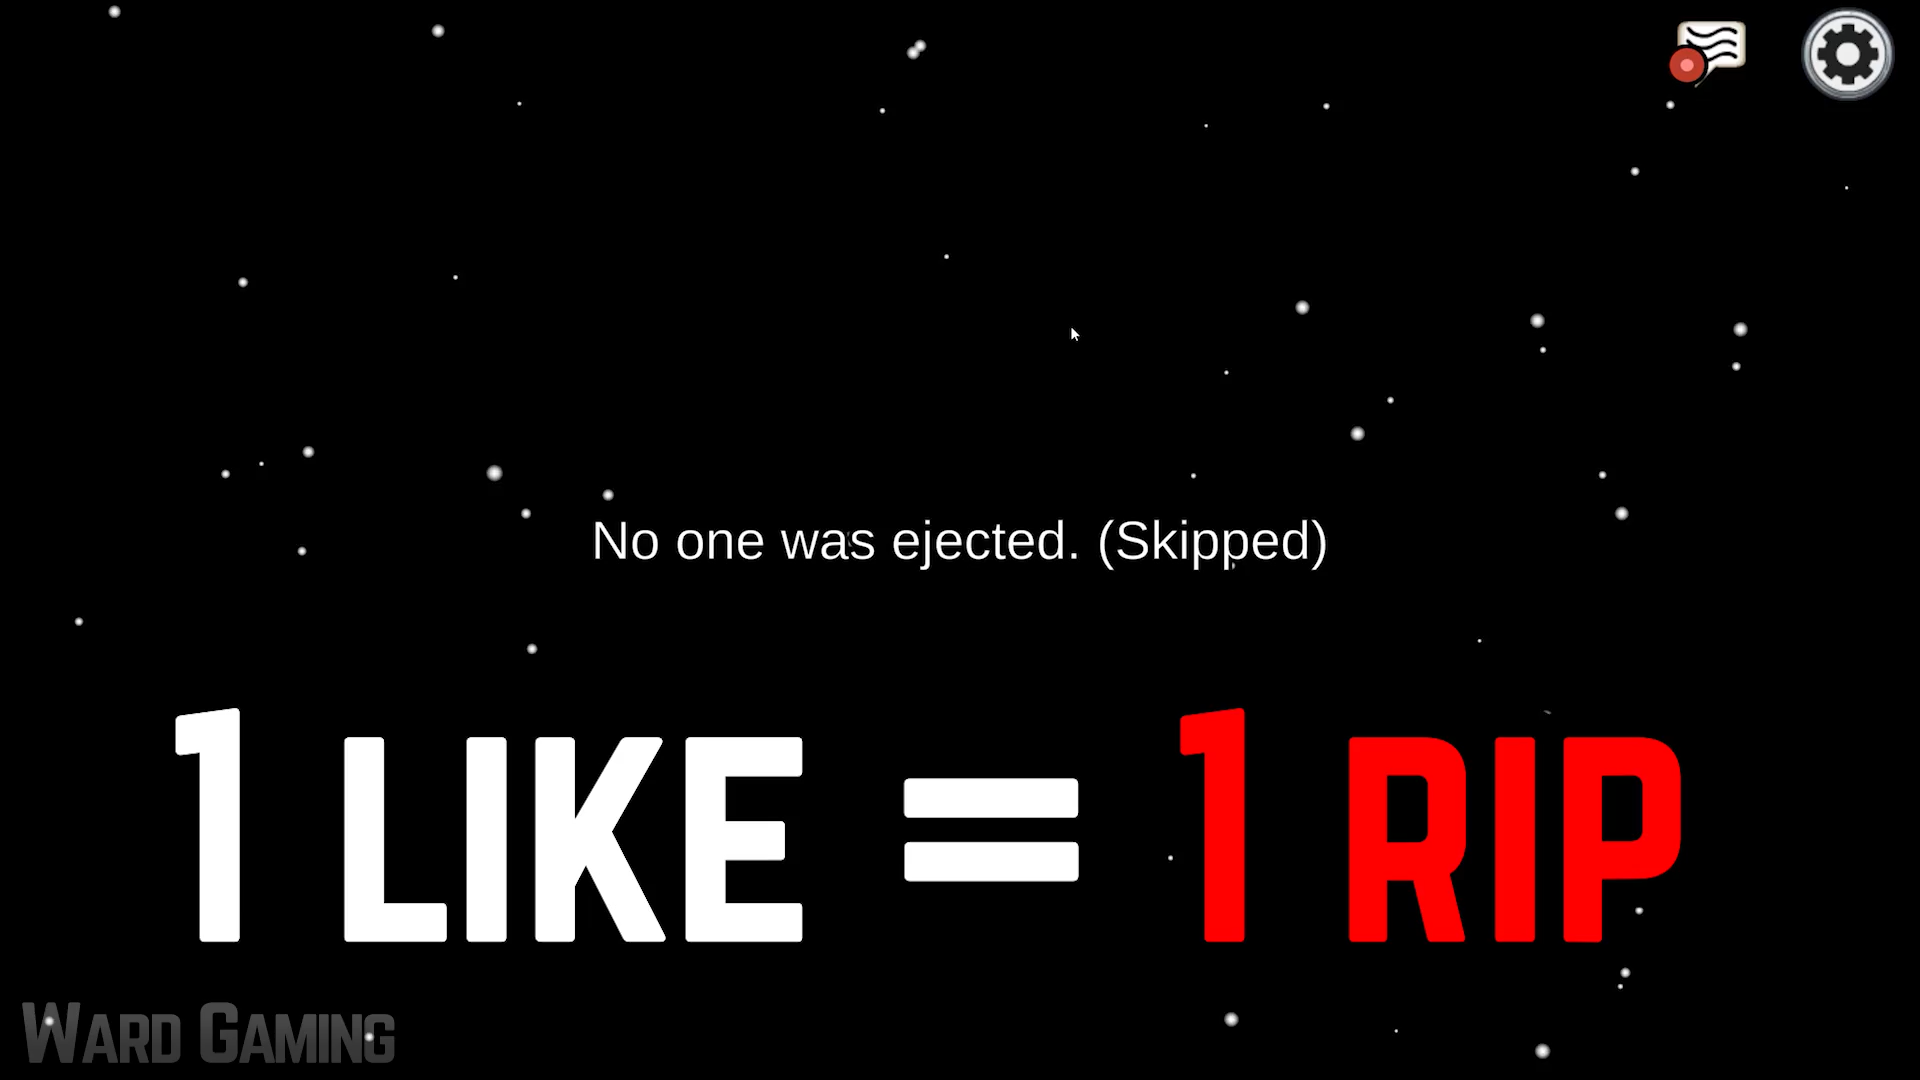 No one was ejected. (Skipped)
1 LIKE = 1 RIP
WARD GAMING